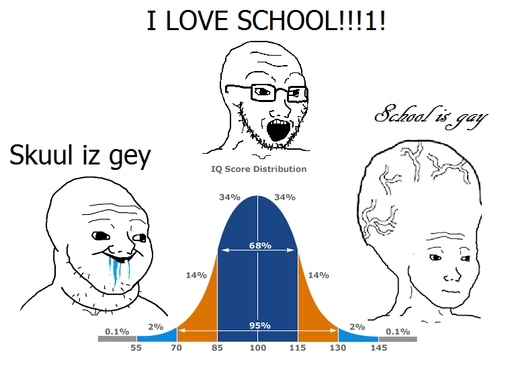 I LOVE SCHOOL!!!1!
School is gay
Skuul iz gey
IQ Score Distribution
34% 34%
68%
14% 14%
0.1% 2% 95% 2% 0.1%
55 70 85 100 115 130 145